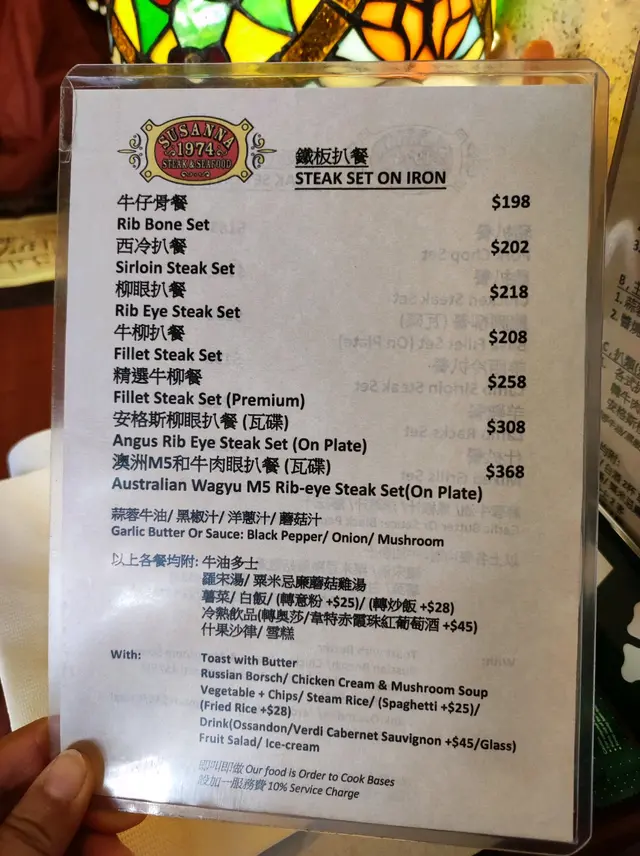 SUSANNA
1974
STEAK & SEAFOOD
鐵板扒餐
STEAK SET ON IRON
牛仔骨餐 $198
Rib Bone Set
西冷扒餐 $202
Sirloin Steak Set
柳眼扒餐 $218
Rib Eye Steak Set
牛柳扒餐 $208
Fillet Steak Set
精選牛柳餐 $258
Fillet Steak Set (Premium)
安格斯柳眼扒餐 (瓦碟) $308
Angus Rib Eye Steak Set (On Plate)
澳洲M5和牛肉眼扒餐 (瓦碟) $368
Australian Wagyu M5 Rib-eye Steak Set(On Plate)
蒜蓉牛油/ 黑椒汁/ 洋蔥汁/ 蘑菇汁
Garlic Butter Or Sauce: Black Pepper/ Onion/ Mushroom
以上各餐均附: 牛油多士
羅宋湯/ 粟米忌廉蘑菇雞湯
薯菜/ 白飯/ (轉意粉 +$25)/ (轉炒飯 +$28)
冷熱飲品(轉奧莎/韋特赤霞珠紅葡萄酒 +$45)
什果沙律/ 雪糕
With: Toast with Butter
Russian Borsch/ Chicken Cream & Mushroom Soup
Vegetable + Chips/ Steam Rice/ (Spaghetti +$25)/
(Fried Rice +$28)
Drink(Ossandon/Verdi Cabernet Sauvignon +$45/Glass)
Fruit Salad/ Ice-cream
即叫即做 Our food is Order to Cook Bases
設加一服務費 10% Service Charge